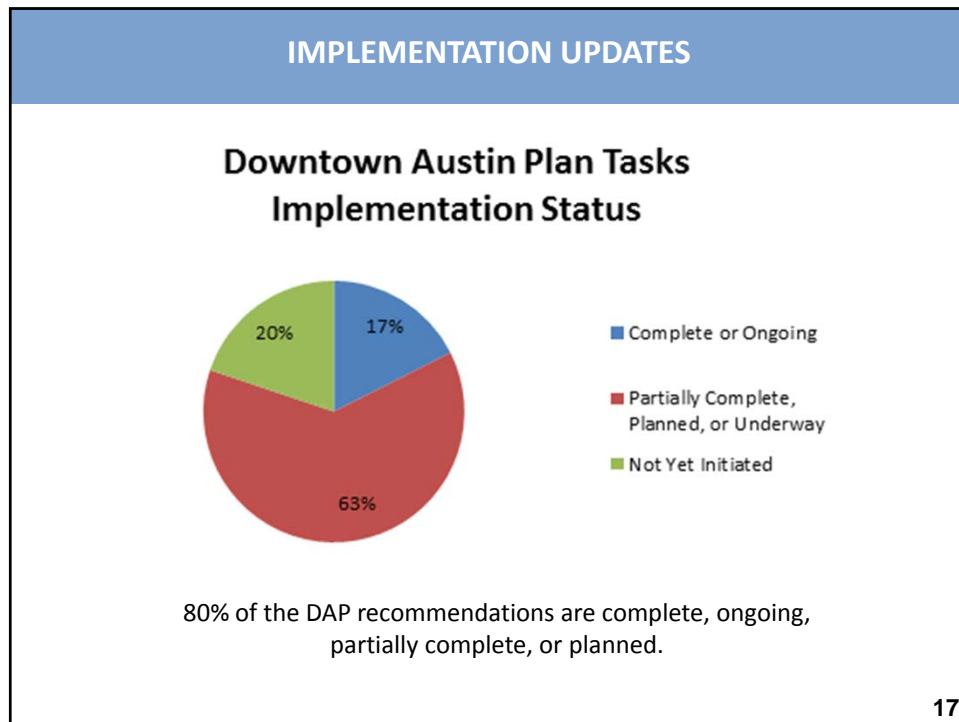 IMPLEMENTATION UPDATES
Downtown Austin Plan Tasks
Implementation Status
20%
17%
63%
Complete or Ongoing
Partially Complete,
Planned, or Underway
Not Yet Initiated
80% of the DAP recommendations are complete, ongoing,
partially complete, or planned.
17